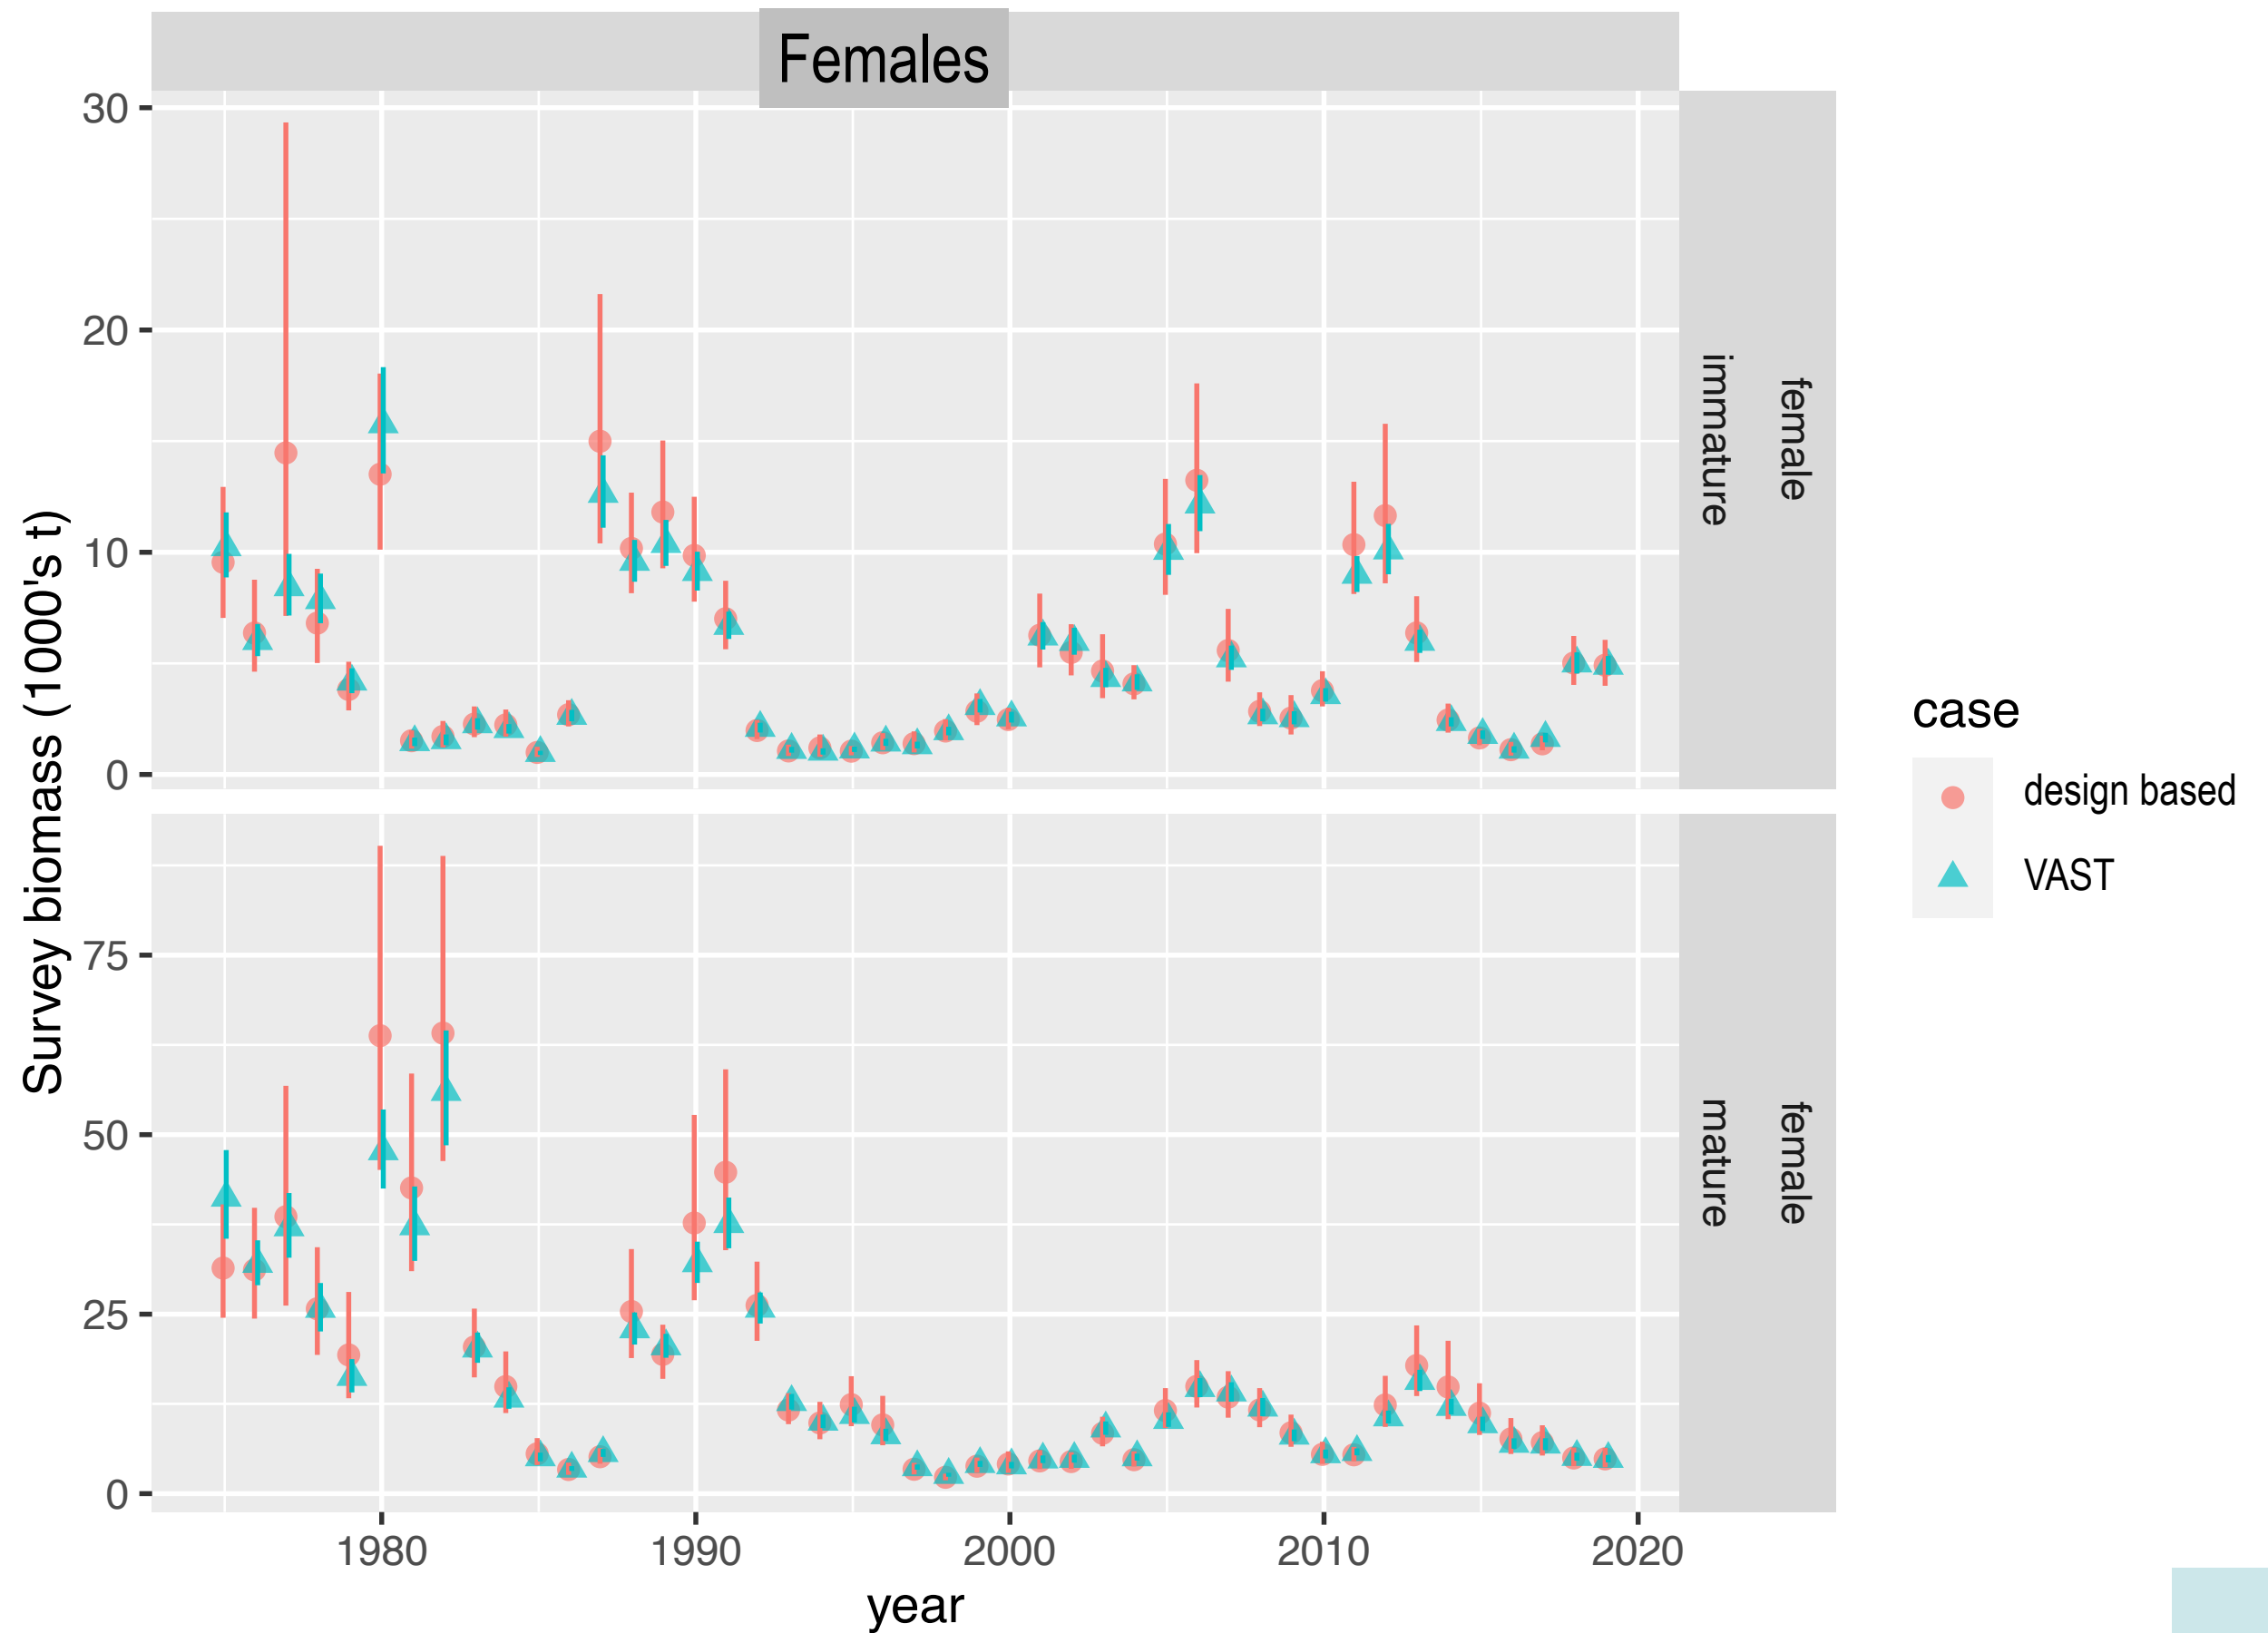 Females
30
20
10
0
immature
female
75
50
25
0
mature
female
Survey biomass (1000's t)
1980 1990 2000 2010 2020
year
case
design based
VAST